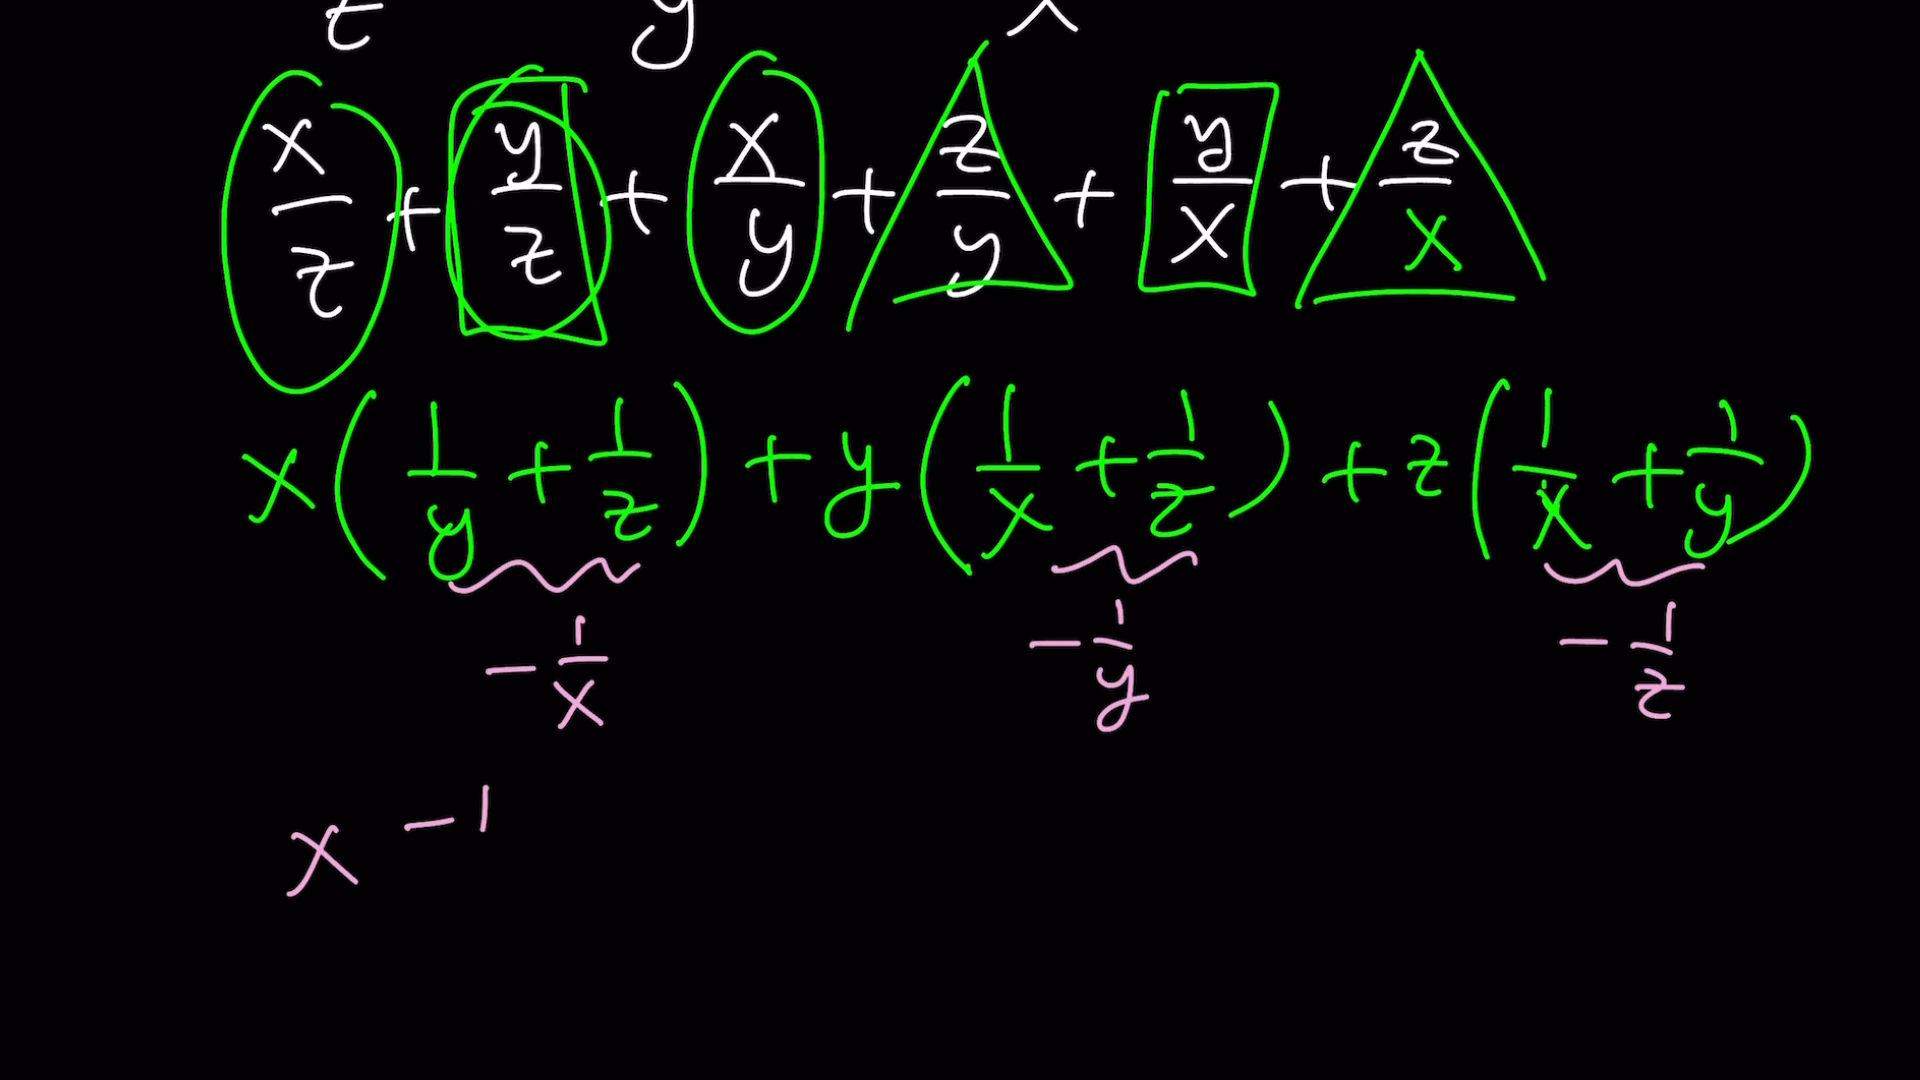 z y x
x/z + y/z + x/y + z/y + y/x + z/x
x(1/y + 1/z) + y(1/x + 1/z) + z(1/x + 1/y)
-1/x -1/y -1/z
x -1